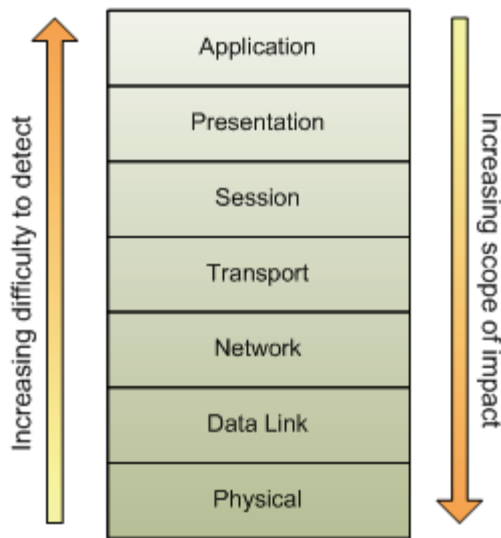 Increasing difficulty to detect
Application
Presentation
Session
Transport
Network
Data Link
Physical
Increasing scope of impact